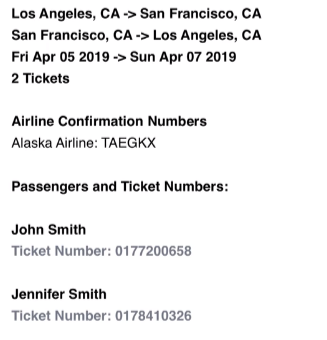 Los Angeles, CA -> San Francisco, CA
San Francisco, CA -> Los Angeles, CA
Fri Apr 05 2019 -> Sun Apr 07 2019
2 Tickets
Airline Confirmation Numbers
Alaska Airline: TAEGKX
Passengers and Ticket Numbers:
John Smith
Ticket Number: 0177200658
Jennifer Smith
Ticket Number: 0178410326